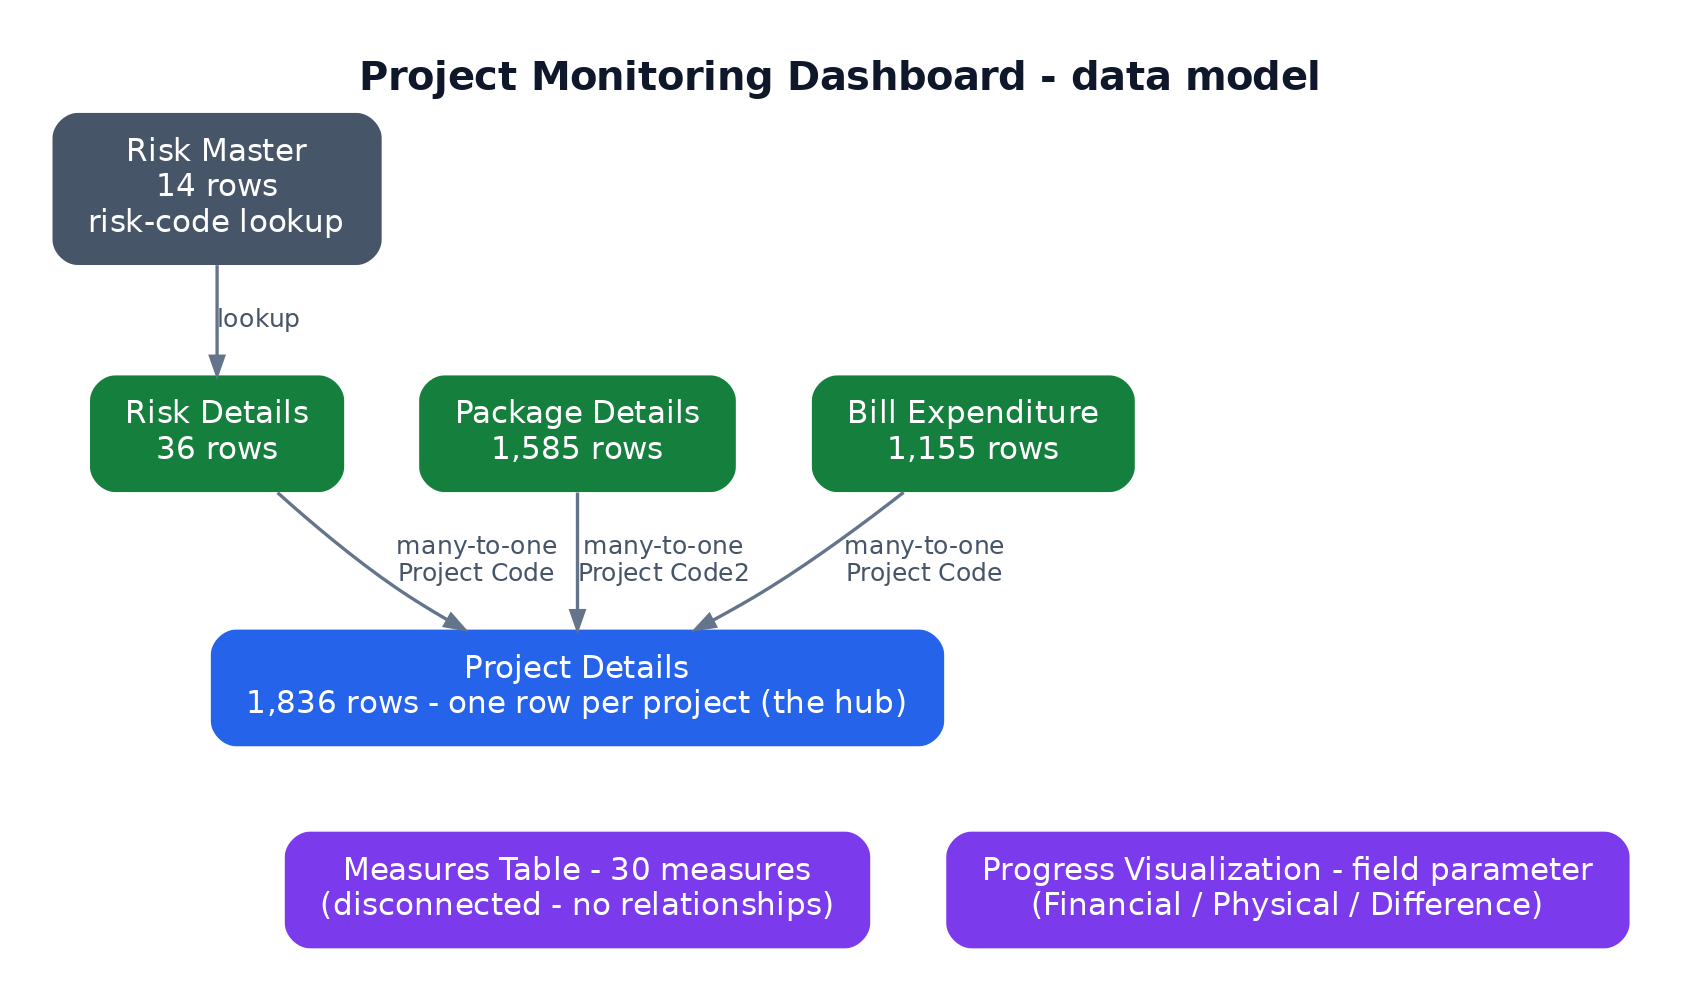 Project Monitoring Dashboard - data model
Risk Master
14 rows
risk-code lookup
lookup
Risk Details
36 rows
Package Details
1,585 rows
Bill Expenditure
1,155 rows
many-to-one
Project Code
many-to-one
Project Code2
many-to-one
Project Code
Project Details
1,836 rows - one row per project (the hub)
Measures Table - 30 measures
(disconnected - no relationships)
Progress Visualization - field parameter
(Financial / Physical / Difference)